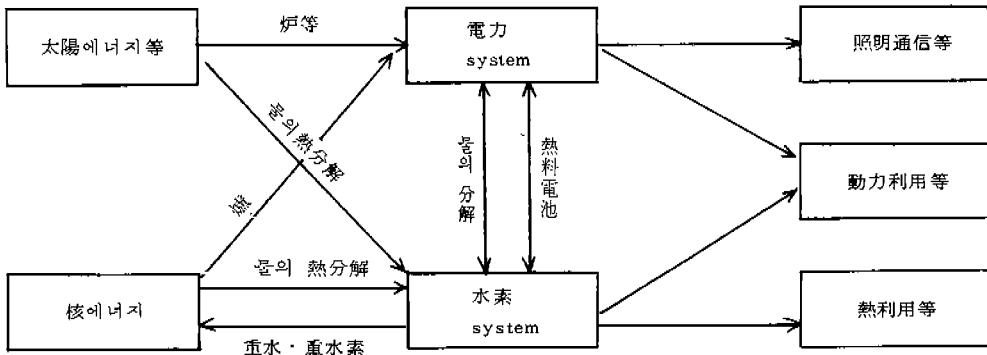 太陽에너지等
炉等
電力
system
照明通信等
물의熱分解
물의 分解
熱料電池
動力利用等
核에너지
물의 熱分解
水素
system
熱利用等
重水・重水素